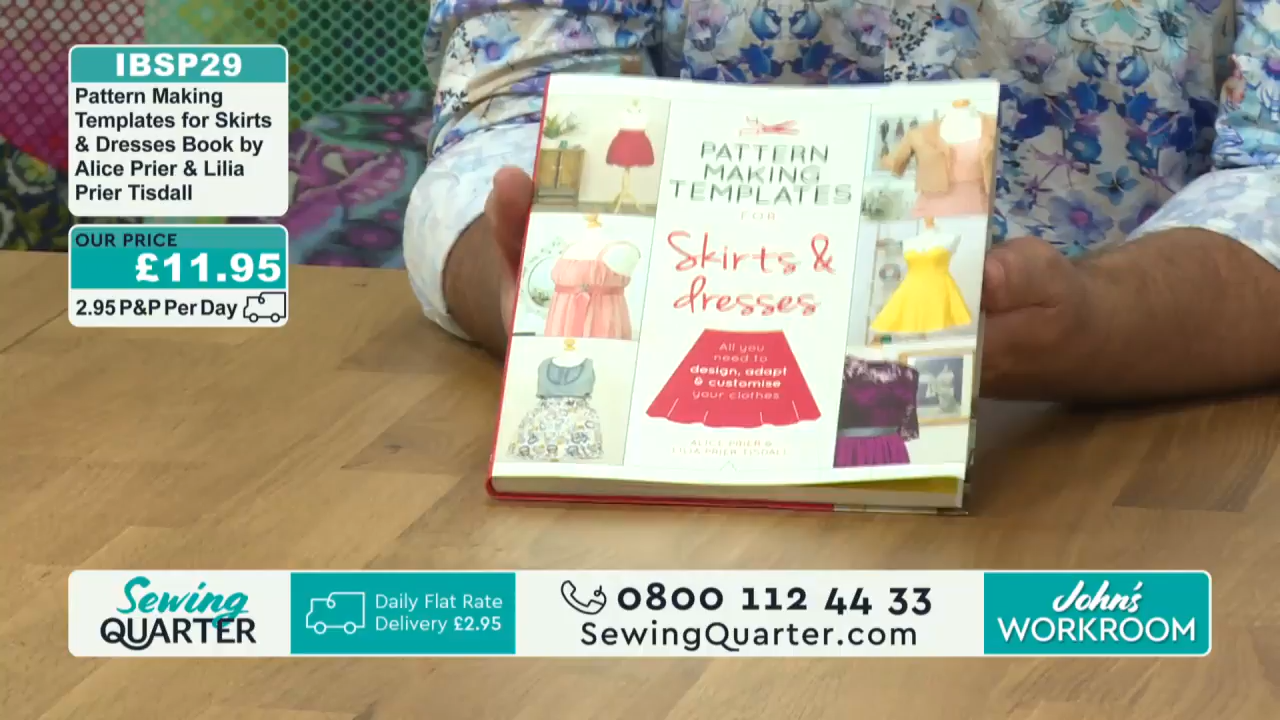 IBSP29
Pattern Making
Templates for Skirts
& Dresses Book by
Alice Prier & Lilia
Prier Tisdall
OUR PRICE
£11.95
2.95 P&P Per Day
PATTERN
MAKING
TEMPLATES
FOR
Skirts &
dresses
All you
need to
design, adapt
& customise
your clothes
ALICE PRIER &
LILIA PRIER TISDALL
Sewing
QUARTER
Daily Flat Rate
Delivery £2.95
0800 112 44 33
SewingQuarter.com
John's
WORKROOM